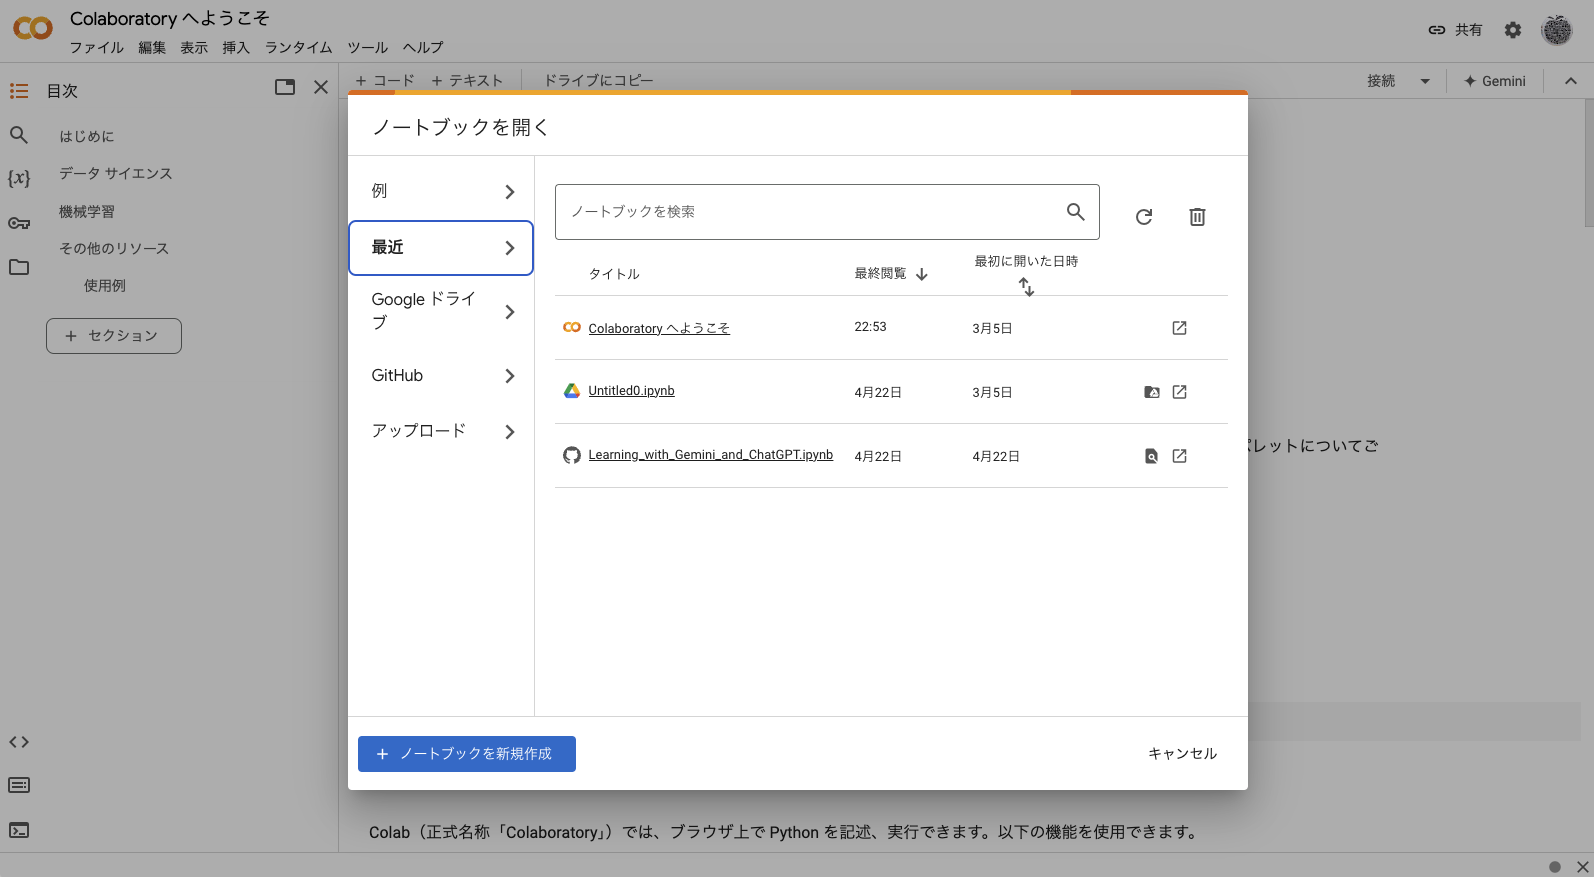 Colaboratory へようこそ
ファイル 編集 表示 挿入 ランタイム ツール ヘルプ
共有
目次
+ コード + テキスト ドライブにコピー
接続
Gemini
はじめに
{x}
データ サイエンス
機械学習
その他のリソース
使用例
+ セクション
ノートブックを開く
例
最近
Google ドライ
ブ
GitHub
アップロード
ノートブックを検索
タイトル 最終閲覧 最初に開いた日時
Colaboratory へようこそ 22:53 3月5日
Untitled0.ipynb 4月22日 3月5日
Learning_with_Gemini_and_ChatGPT.ipynb 4月22日 4月22日
パレットについてご
+ ノートブックを新規作成
キャンセル
Colab（正式名称「Colaboratory」）では、ブラウザ上で Python を記述、実行できます。以下の機能を使用できます。